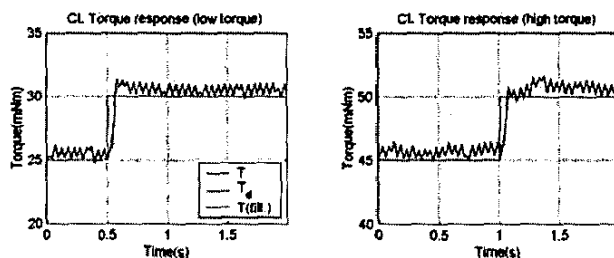 CL Torque response (low torque)
35
30
25
20
Torque(mNm)
0
0.5
1
1.5
Time(s)
T
T_d
T(filt.)
CL Torque response (high torque)
55
50
45
40
Torque(mNm)
0
0.5
1
1.5
2
Time(s)